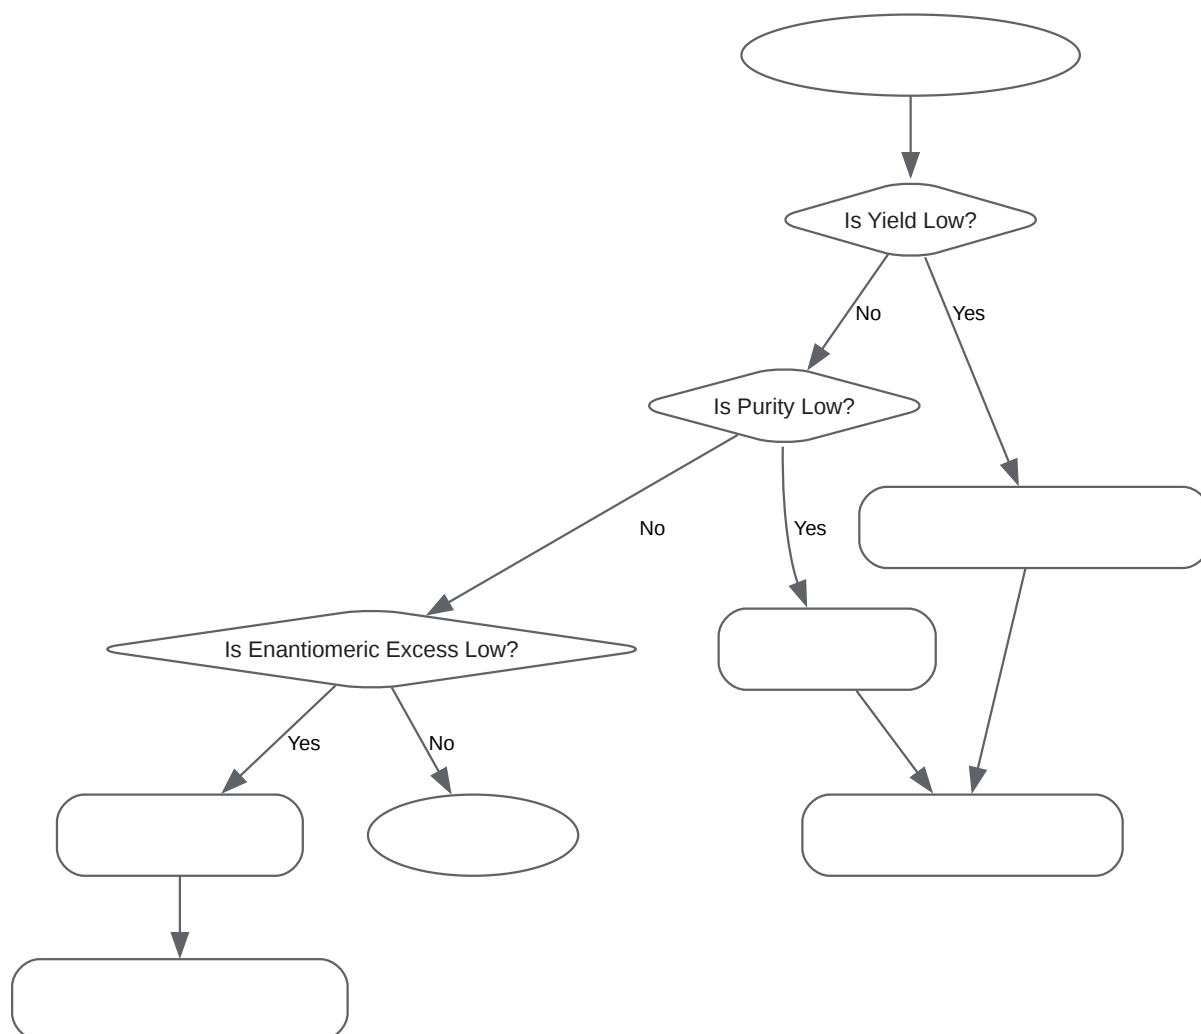 Is Yield Low?
No
Yes
Is Purity Low?
No
Yes
Is Enantiomeric Excess Low?
Yes
No